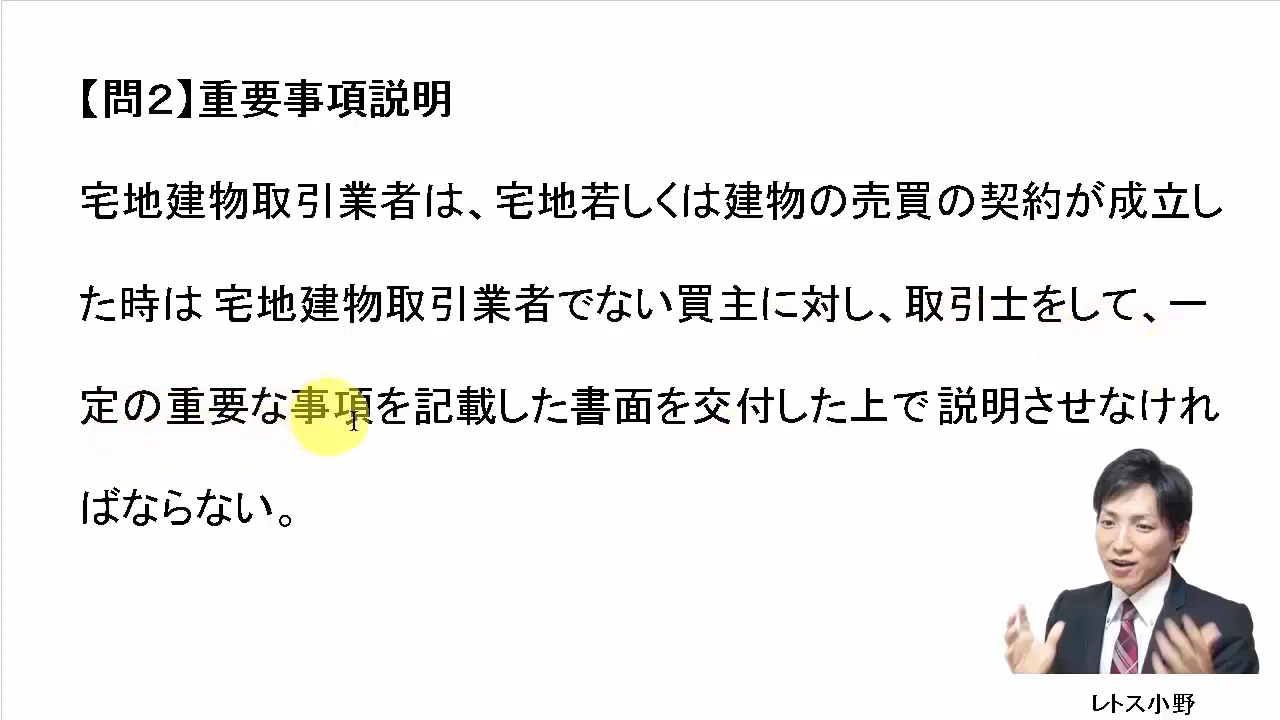 【問2】重要事項説明
宅地建物取引業者は、宅地若しくは建物の売買の契約が成立し
た時は 宅地建物取引業者でない買主に対し、取引士をして、一
定の重要な事項を記載した書面を交付した上で 説明させなけれ
ばならない。
レトス小野